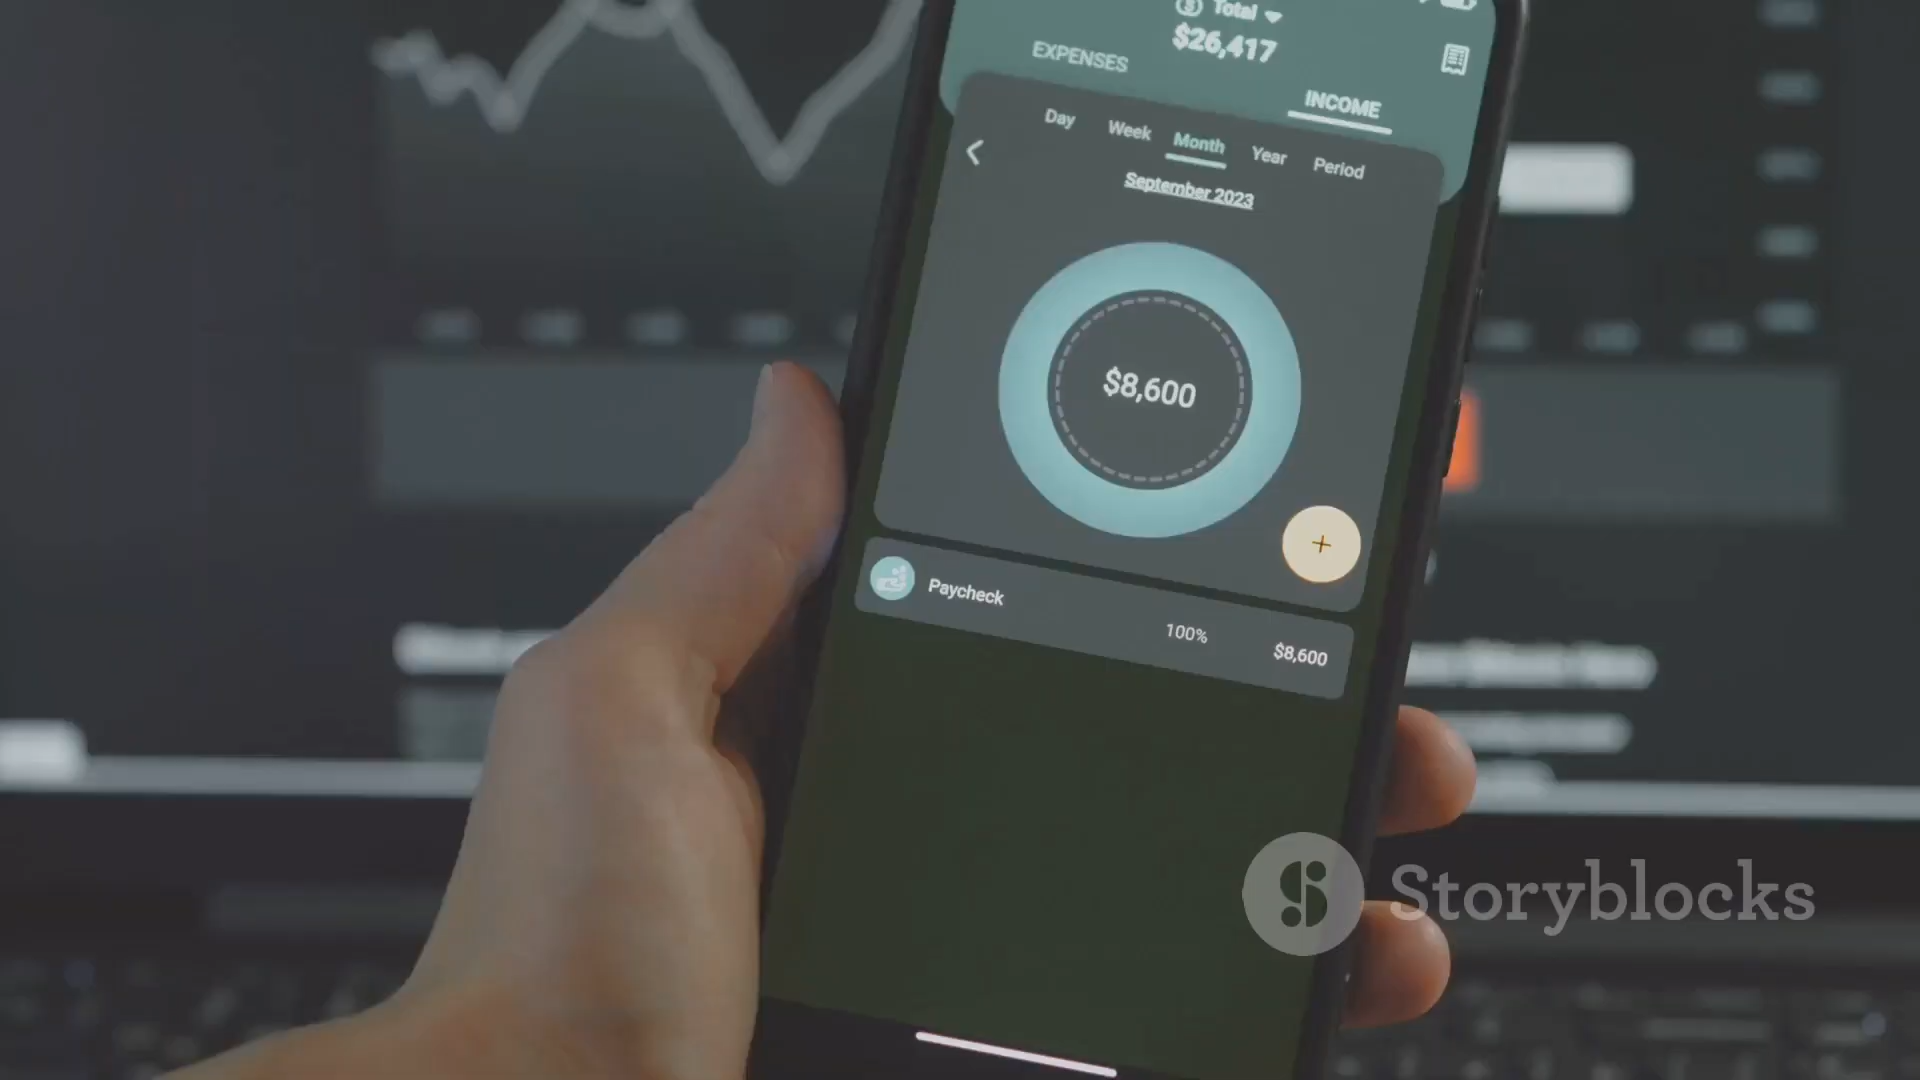 Total
$26,417
EXPENSES
INCOME
Day Week Month Year Period
September 2023
$8,600
+
Paycheck 100% $8,600
Storyblocks